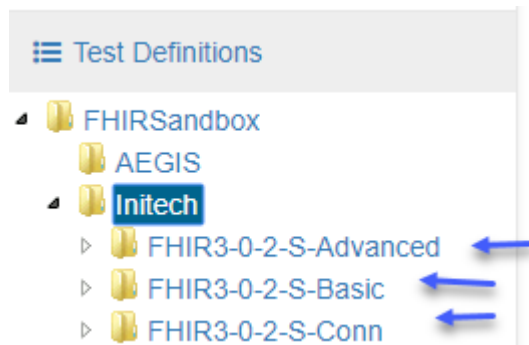 Test Definitions
FHIRSandbox
AEGIS
Initech
FHIR3-0-2-S-Advanced
FHIR3-0-2-S-Basic
FHIR3-0-2-S-Conn